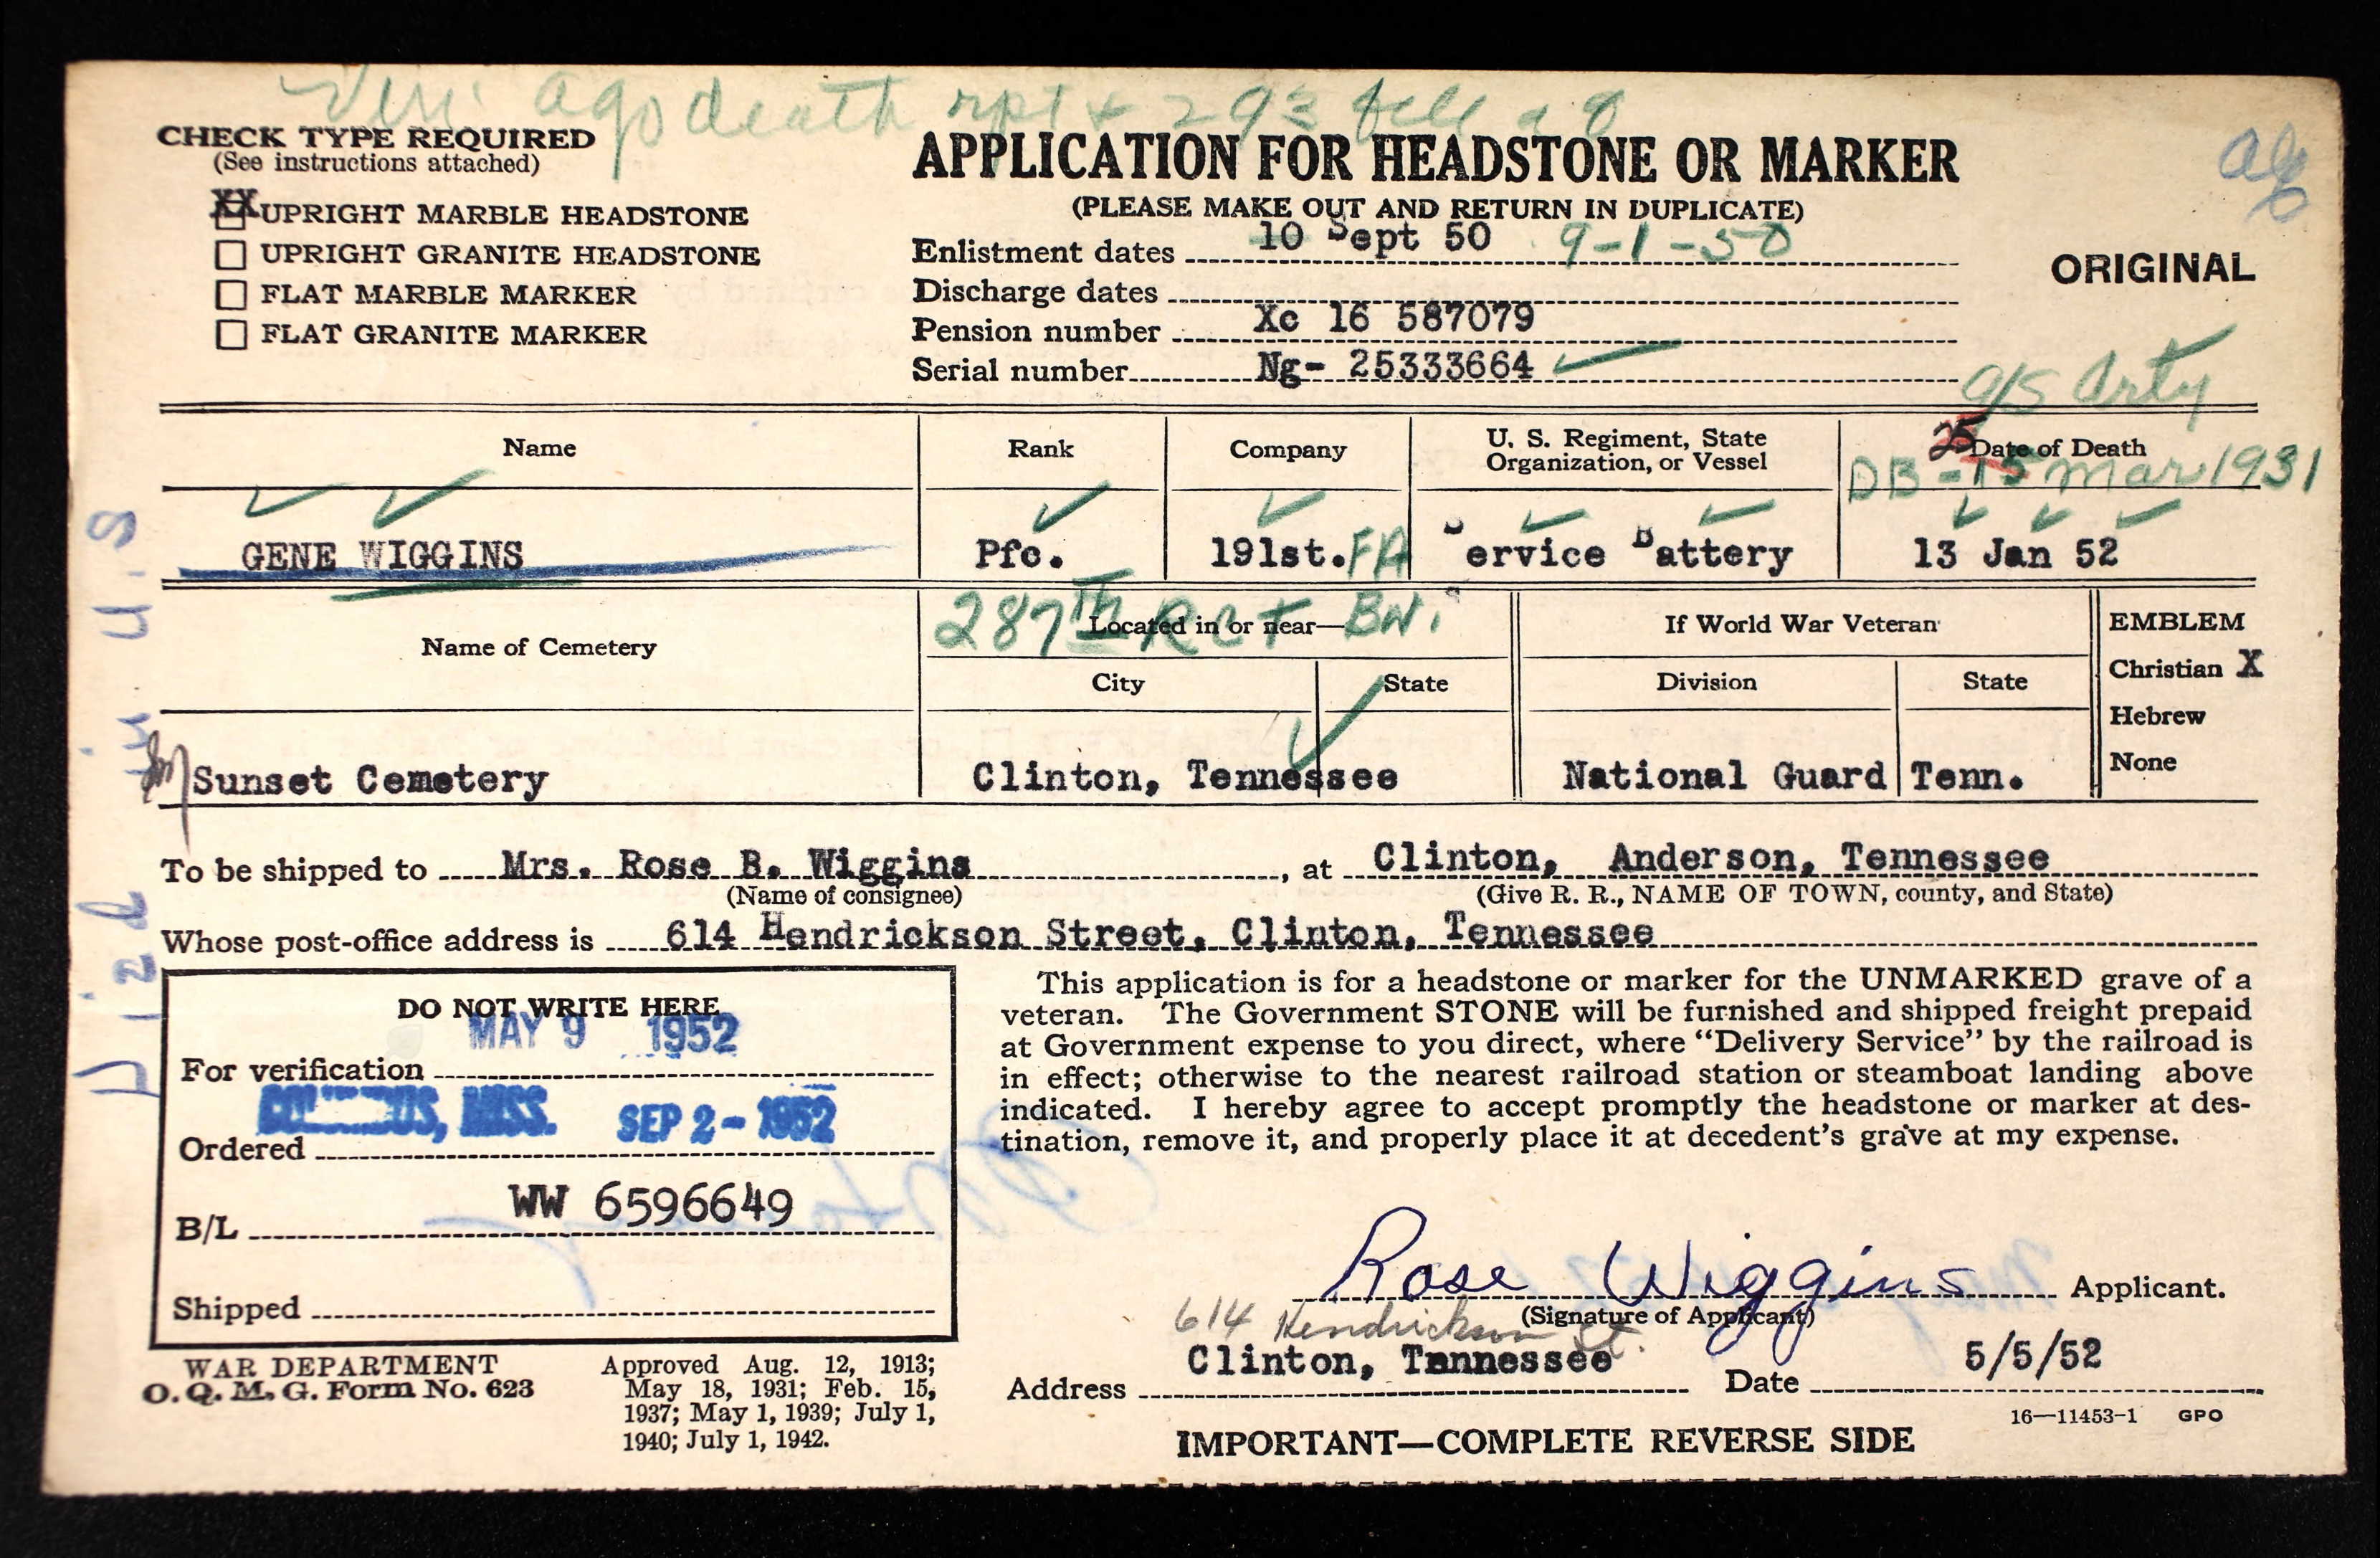 Veri ago death rpt + 293 file ago
CHECK TYPE REQUIRED
(See instructions attached)
XX UPRIGHT MARBLE HEADSTONE
UPRIGHT GRANITE HEADSTONE
FLAT MARBLE MARKER
FLAT GRANITE MARKER
APPLICATION FOR HEADSTONE OR MARKER
(PLEASE MAKE OUT AND RETURN IN DUPLICATE)
Enlistment dates 10 Sept 50 9-1-50
Discharge dates
Pension number Xc 16 587079
Serial number Ng- 25333664
ago
ORIGINAL
a/s Arty
Name
Rank
Company
U. S. Regiment, State Organization, or Vessel
25 Date of Death
DB - 15 Mar 1931
GENE WIGGINS
Pfc.
191st. FA
Service Battery
13 Jan 52
287th RCT Bn.
Name of Cemetery
Located in or near—
City
State
If World War Veteran
Division
State
EMBLEM
Christian X
Hebrew
None
Sunset Cemetery
Clinton, Tennessee
National Guard
Tenn.
Died in U.S
To be shipped to Mrs. Rose B. Wiggins, at Clinton, Anderson, Tennessee
(Name of consignee)
(Give R. R., NAME OF TOWN, county, and State)
Whose post-office address is 614 Hendrickson Street, Clinton, Tennessee
DO NOT WRITE HERE
MAY 9 1952
For verification
MISS. SEP 2 - 1952
Ordered
B/L WW 6596649
Shipped
This application is for a headstone or marker for the UNMARKED grave of a
veteran. The Government STONE will be furnished and shipped freight prepaid
at Government expense to you direct, where “Delivery Service” by the railroad is
in effect; otherwise to the nearest railroad station or steamboat landing above
indicated. I hereby agree to accept promptly the headstone or marker at des-
tination, remove it, and properly place it at decedent's grave at my expense.
Rose Wiggins Applicant.
(Signature of Applicant)
614 Hendrickson St.
Clinton, Tennessee
Address
Date 5/5/52
WAR DEPARTMENT
O. Q. M. G. Form No. 623
Approved Aug. 12, 1913;
May 18, 1931; Feb. 15,
1937; May 1, 1939; July 1,
1940; July 1, 1942.
16—11453-1 GPO
IMPORTANT—COMPLETE REVERSE SIDE